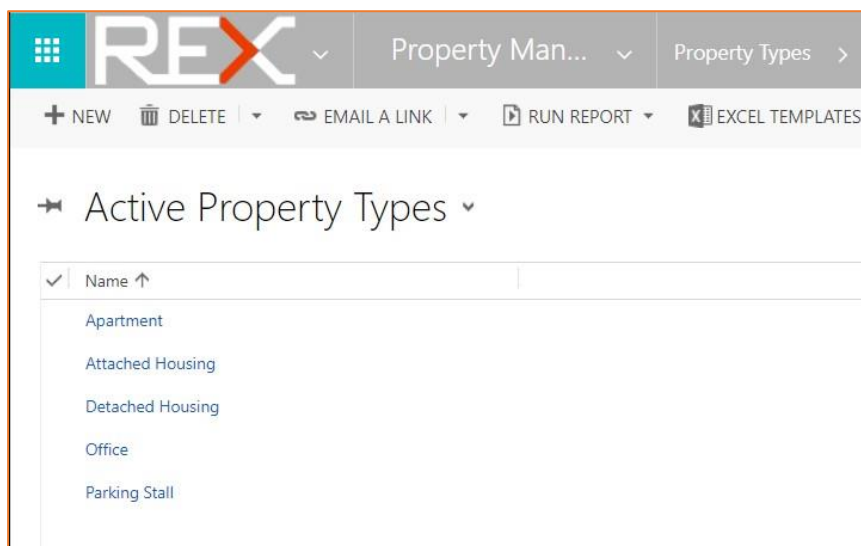 REX Property Man... Property Types
NEW DELETE EMAIL A LINK RUN REPORT EXCEL TEMPLATES
Active Property Types
Name
Apartment
Attached Housing
Detached Housing
Office
Parking Stall